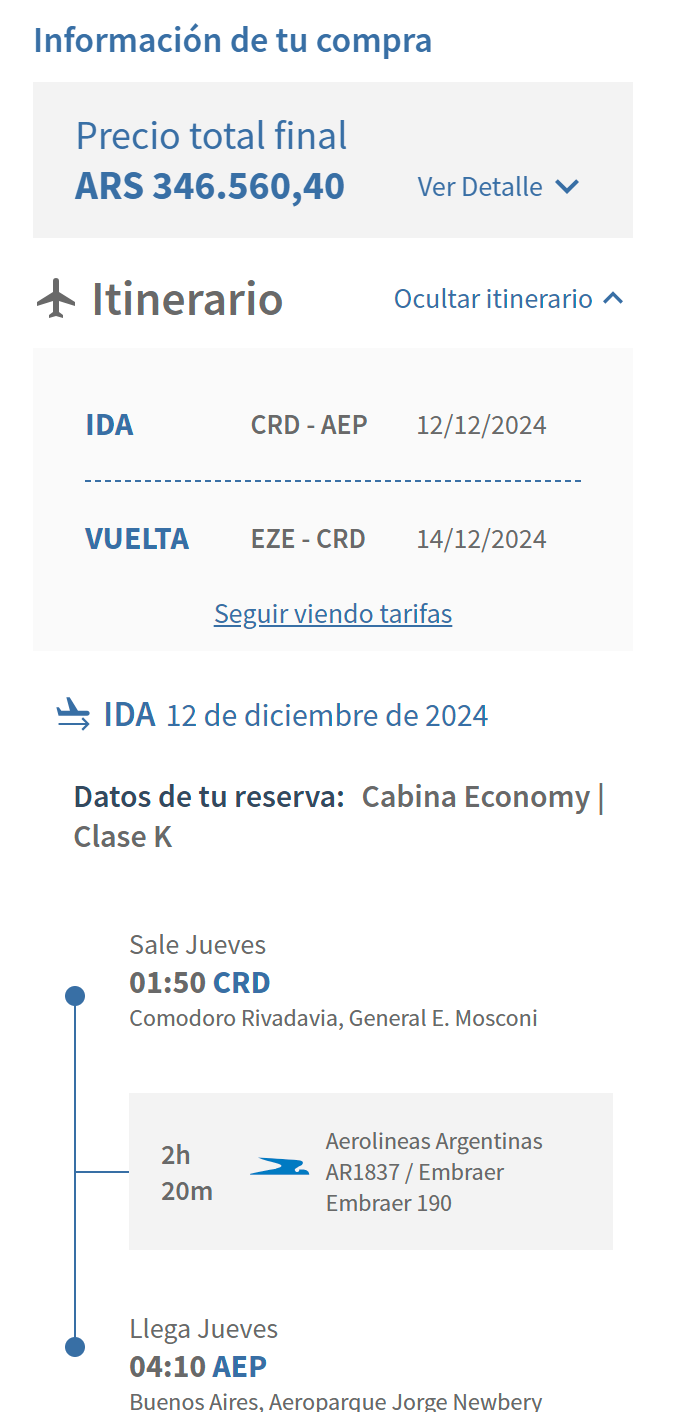 Información de tu compra
Precio total final
ARS 346.560,40
Ver Detalle
Itinerario
Ocultar itinerario
IDA CRD - AEP 12/12/2024
VUELTA EZE - CRD 14/12/2024
Seguir viendo tarifas
IDA 12 de diciembre de 2024
Datos de tu reserva: Cabina Economy |
Clase K
Sale Jueves
01:50 CRD
Comodoro Rivadavia, General E. Mosconi
2h
20m
Aerolineas Argentinas
AR1837 / Embraer
Embraer 190
Llega Jueves
04:10 AEP
Buenos Aires, Aeroparque Jorge Newbery